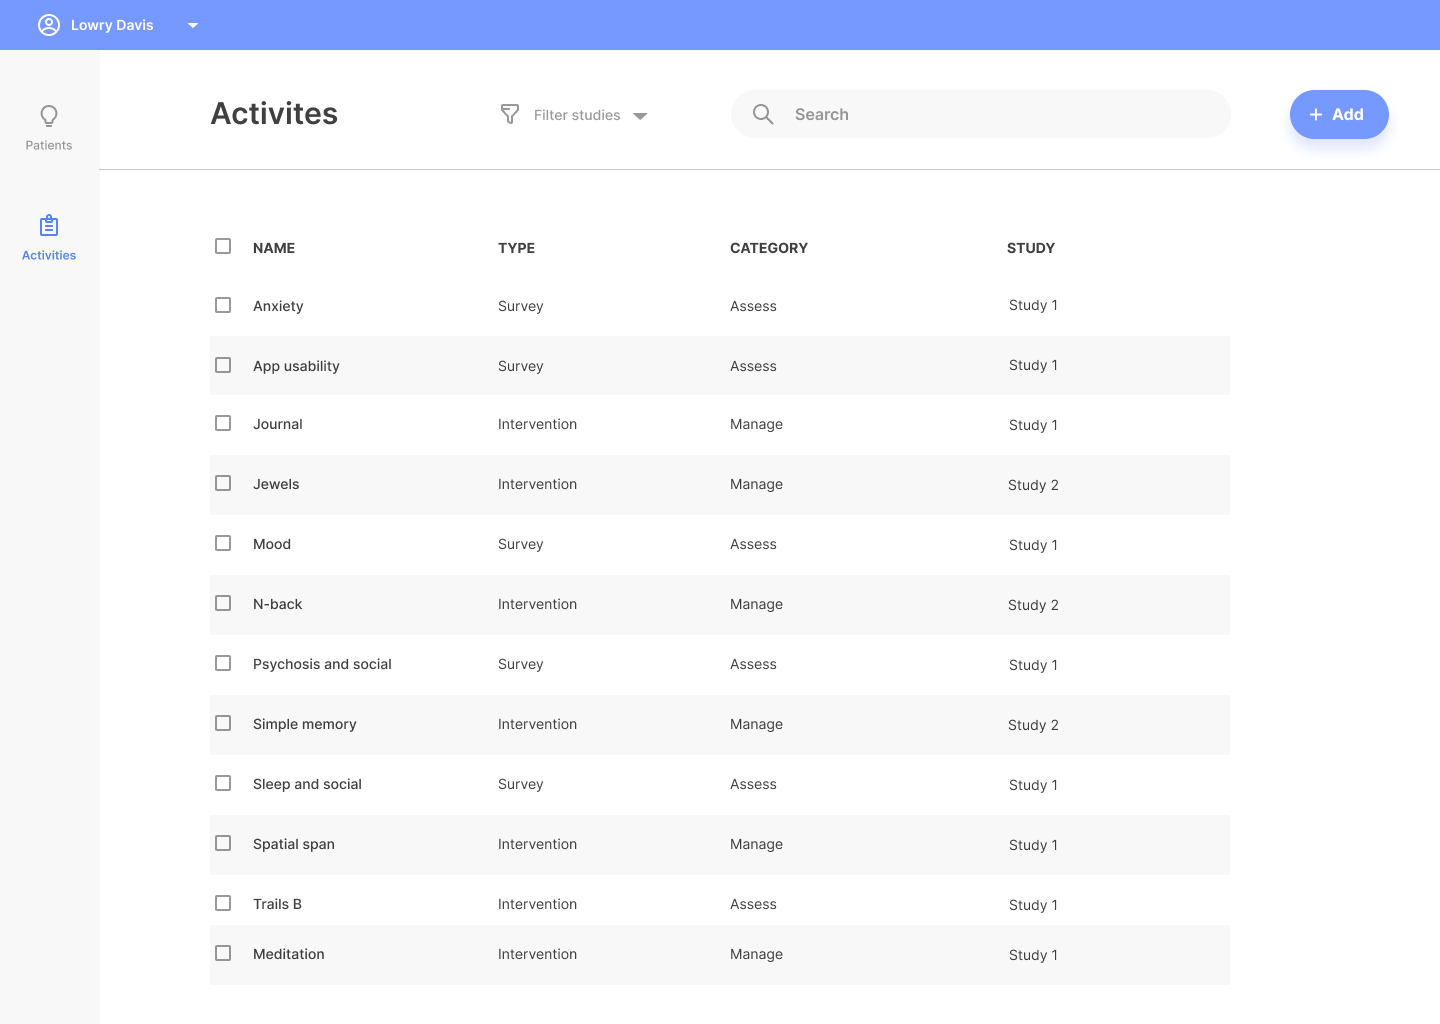 Lowry Davis
Patients
Activities
Activites
Filter studies
Search
+ Add
NAME TYPE CATEGORY STUDY
Anxiety Survey Assess Study 1
App usability Survey Assess Study 1
Journal Intervention Manage Study 1
Jewels Intervention Manage Study 2
Mood Survey Assess Study 1
N-back Intervention Manage Study 2
Psychosis and social Survey Assess Study 1
Simple memory Intervention Manage Study 2
Sleep and social Survey Assess Study 1
Spatial span Intervention Manage Study 1
Trails B Intervention Assess Study 1
Meditation Intervention Manage Study 1